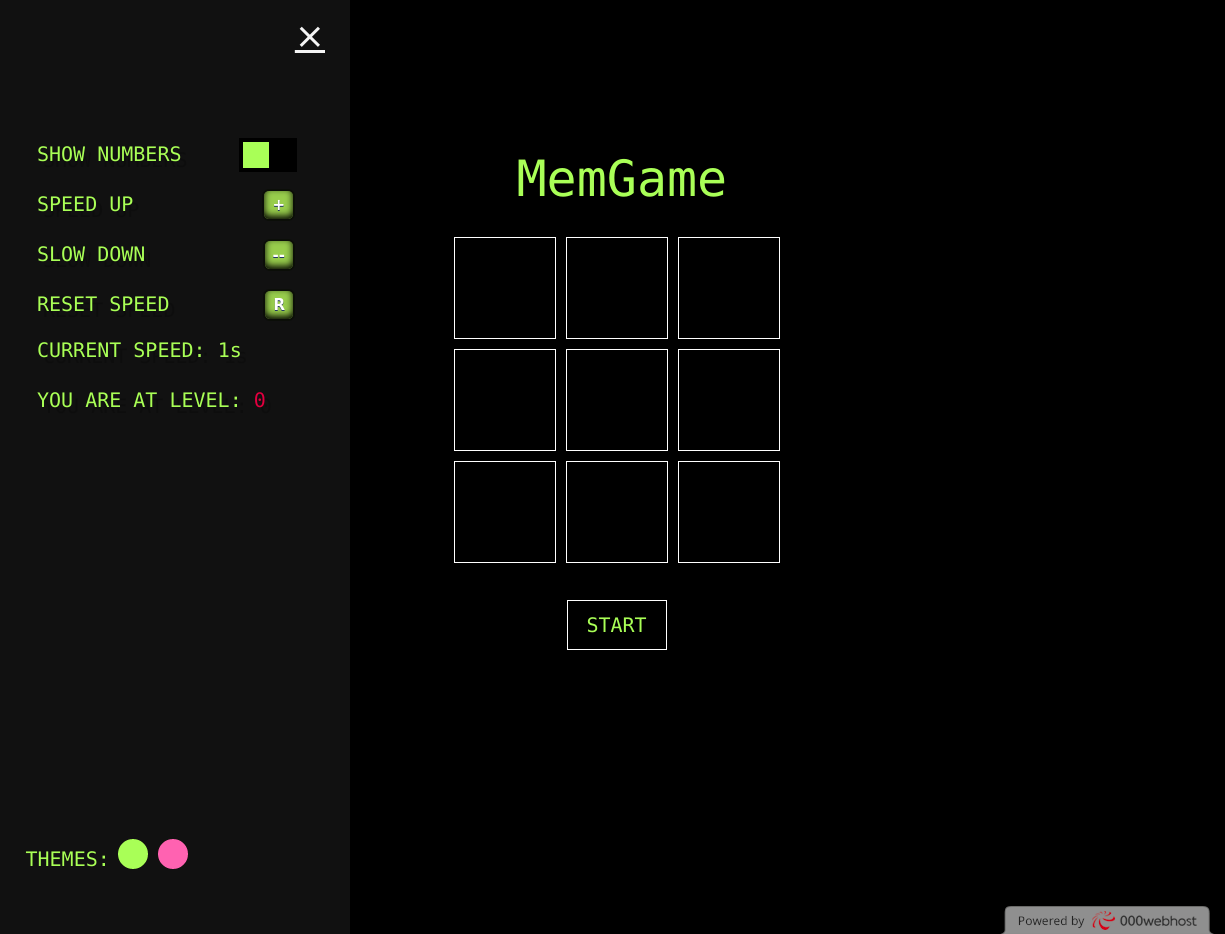 SHOW NUMBERS
SPEED UP +
SLOW DOWN --
RESET SPEED R
CURRENT SPEED: 1s
YOU ARE AT LEVEL: 0
THEMES:
MemGame
START
Powered by 000webhost